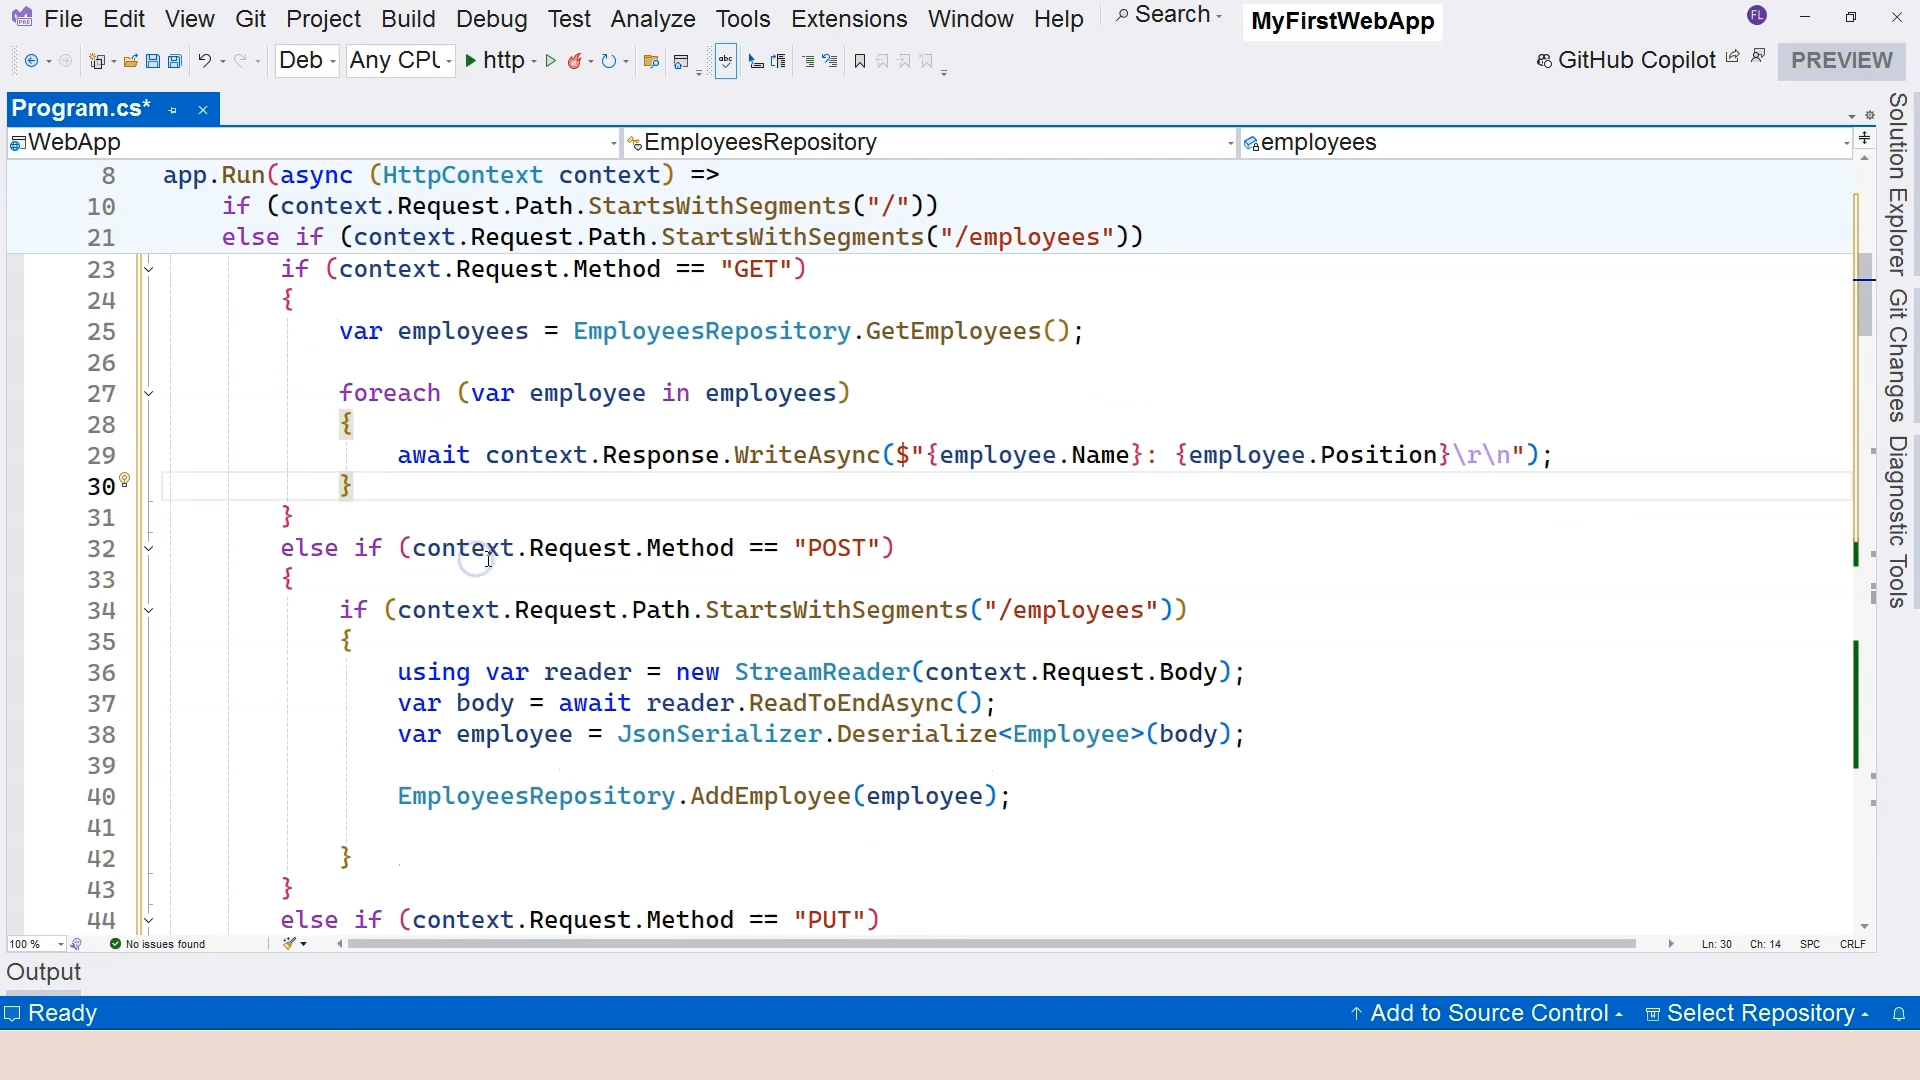 File Edit View Git Project Build Debug Test Analyze Tools Extensions Window Help Search MyFirstWebApp FL
Deb Any CPU http GitHub Copilot PREVIEW
Program.cs*
WebApp EmployeesRepository employees
8 app.Run(async (HttpContext context) =>
10 if (context.Request.Path.StartsWithSegments("/"))
21 else if (context.Request.Path.StartsWithSegments("/employees"))
23 if (context.Request.Method == "GET")
24 {
25 var employees = EmployeesRepository.GetEmployees();
26
27 foreach (var employee in employees)
28 {
29 await context.Response.WriteAsync($"{employee.Name}: {employee.Position}\r\n");
30 }
31 }
32 else if (context.Request.Method == "POST")
33 {
34 if (context.Request.Path.StartsWithSegments("/employees"))
35 {
36 using var reader = new StreamReader(context.Request.Body);
37 var body = await reader.ReadToEndAsync();
38 var employee = JsonSerializer.Deserialize<Employee>(body);
39
40 EmployeesRepository.AddEmployee(employee);
41
42 }
43 }
44 else if (context.Request.Method == "PUT")
100 % No issues found Ln: 30 Ch: 14 SPC CRLF
Output
Ready Add to Source Control Select Repository
Solution Explorer
Git Changes
Diagnostic Tools